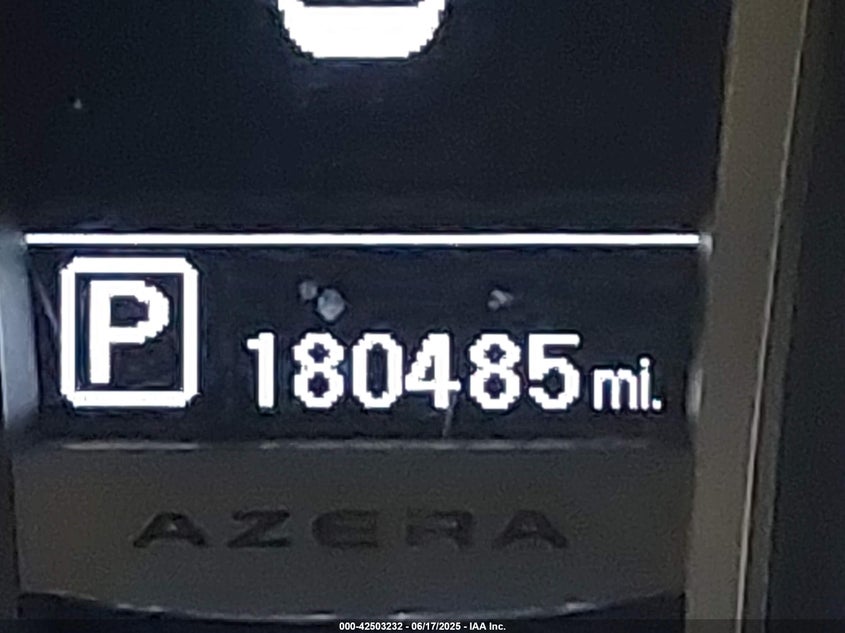 P
180485 mi.
AZERA
000-42503232 - 06/17/2025 - IAA Inc.